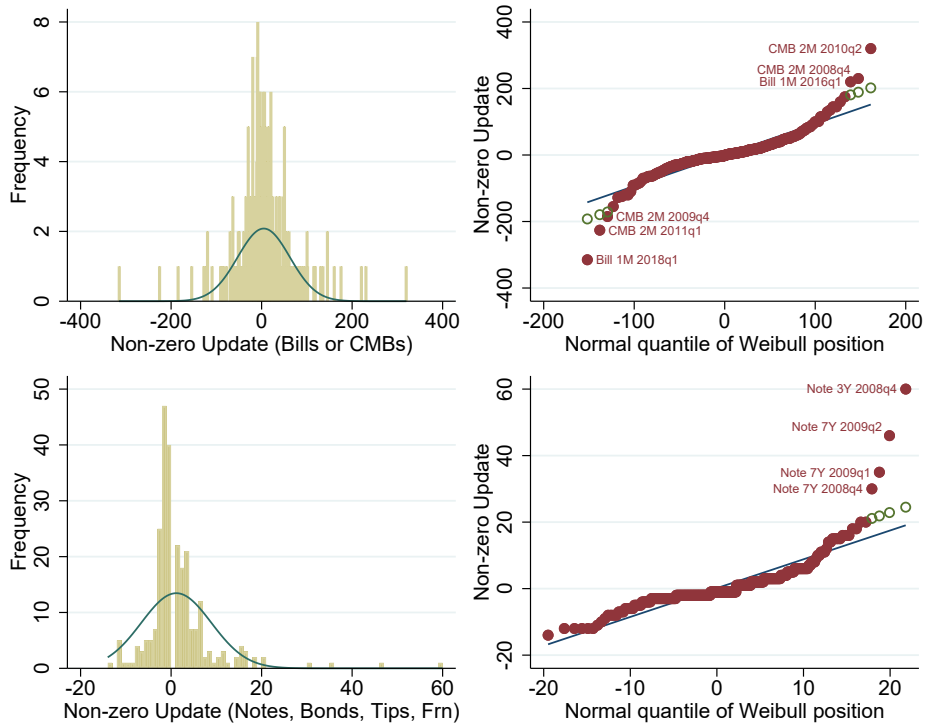 Frequency
8
6
4
2
0
-400
-200
0
200
400
Non-zero Update (Bills or CMBs)
Non-zero Update
400
200
0
-200
-400
CMB 2M 2010q2
CMB 2M 2008q4
Bill 1M 2016q1
CMB 2M 2009q4
CMB 2M 2011q1
Bill 1M 2018q1
-200
-100
0
100
200
Normal quantile of Weibull position
Frequency
50
40
30
20
10
0
-20
0
20
40
60
Non-zero Update (Notes, Bonds, Tips, Frn)
Non-zero Update
60
40
20
0
-20
Note 3Y 2008q4
Note 7Y 2009q2
Note 7Y 2009q1
Note 7Y 2008q4
-20
-10
0
10
20
Normal quantile of Weibull position